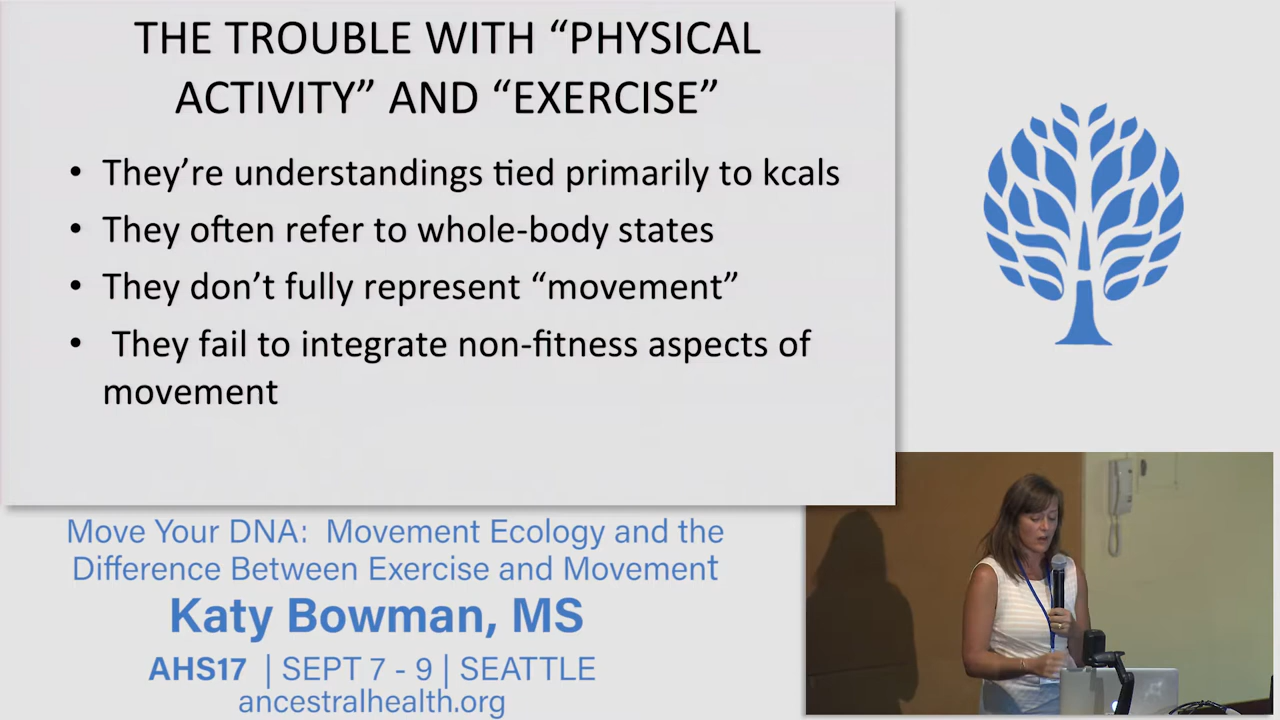 THE TROUBLE WITH “PHYSICAL
ACTIVITY” AND “EXERCISE”
• They’re understandings tied primarily to kcals
• They often refer to whole-body states
• They don’t fully represent “movement”
• They fail to integrate non-fitness aspects of
movement
Move Your DNA: Movement Ecology and the
Difference Between Exercise and Movement
Katy Bowman, MS
AHS17 | SEPT 7 - 9 | SEATTLE
ancestralhealth.org